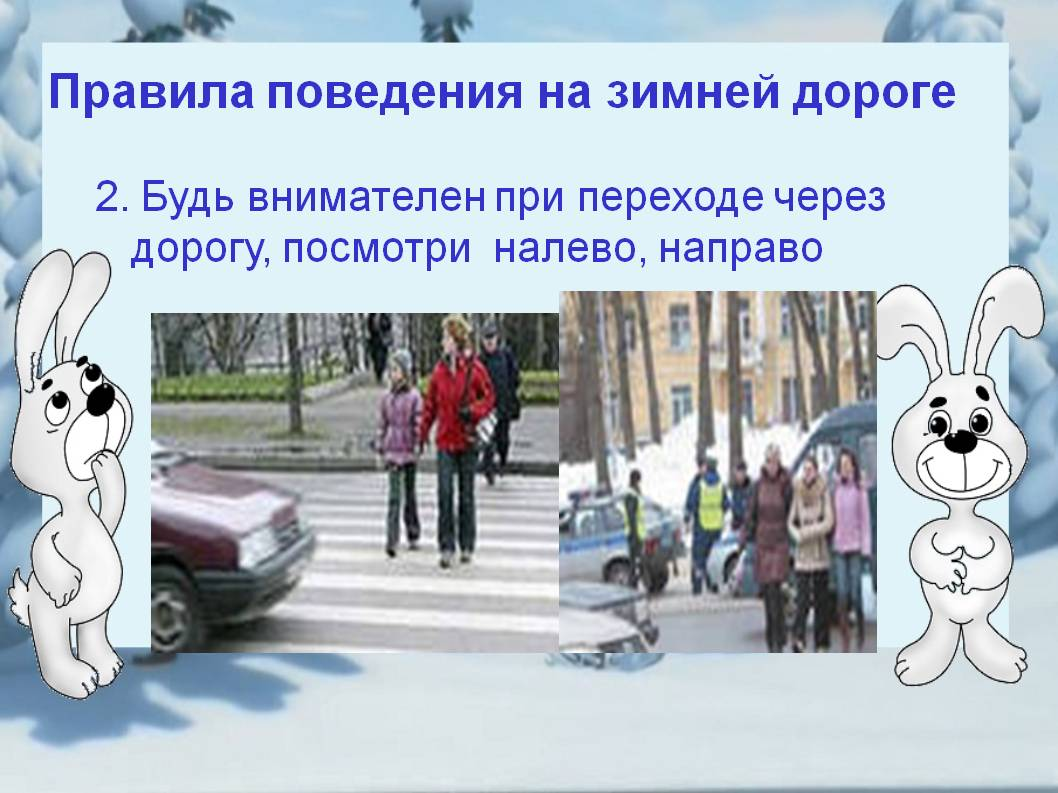 Правила поведения на зимней дороге
2. Будь внимателен при переходе через
дорогу, посмотри налево, направо